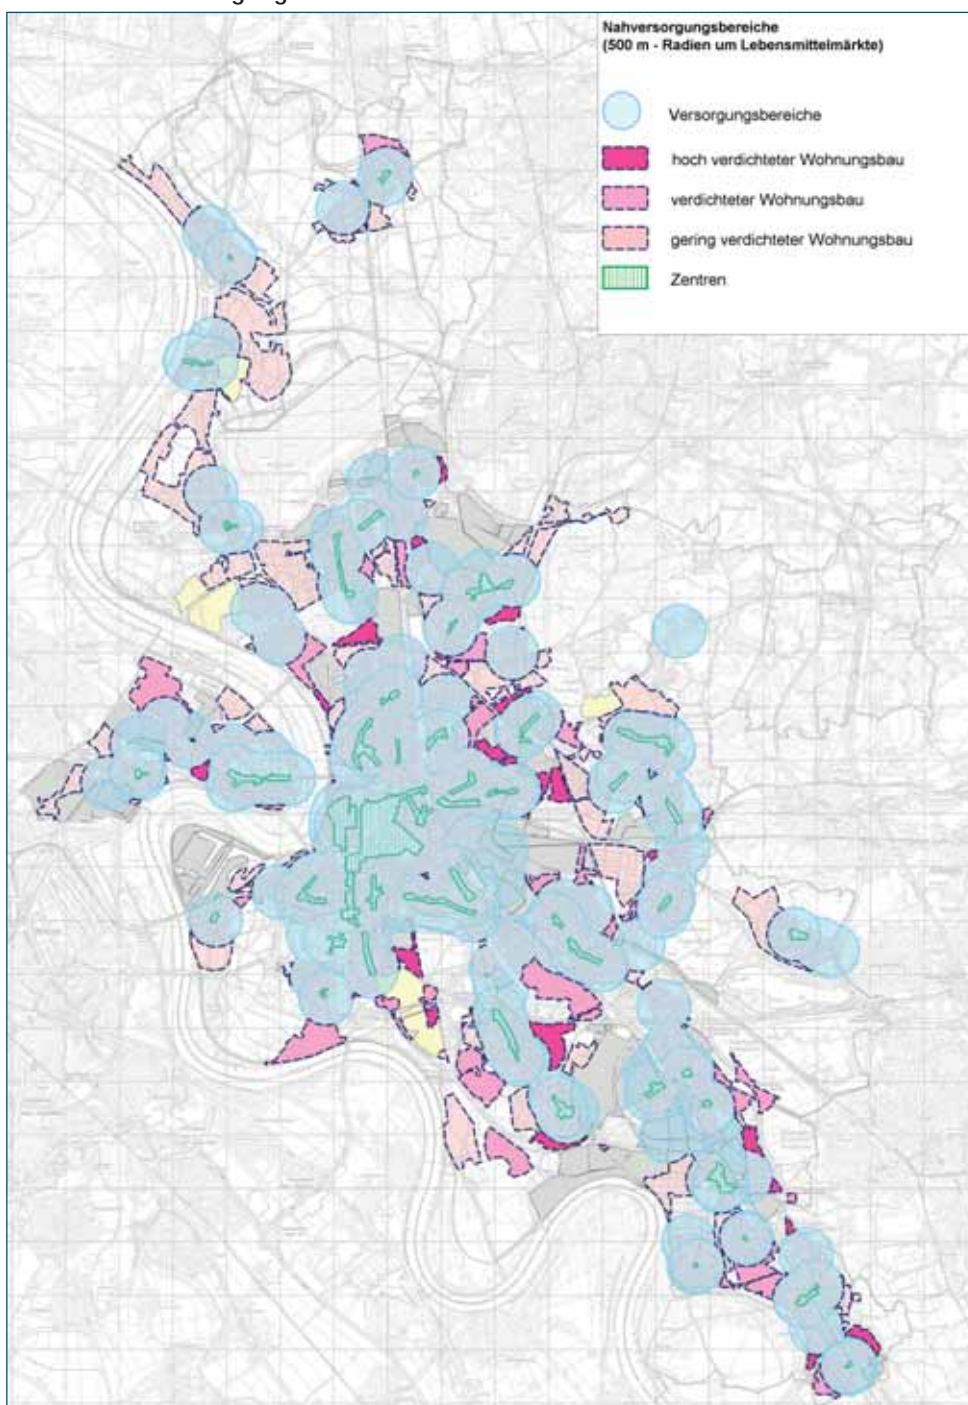 Nahversorgungsbereiche
(500 m - Radien um Lebensmittelmärkte)
Versorgungsbereiche
hoch verdichteter Wohnungsbau
verdichteter Wohnungsbau
gering verdichteter Wohnungsbau
Zentren